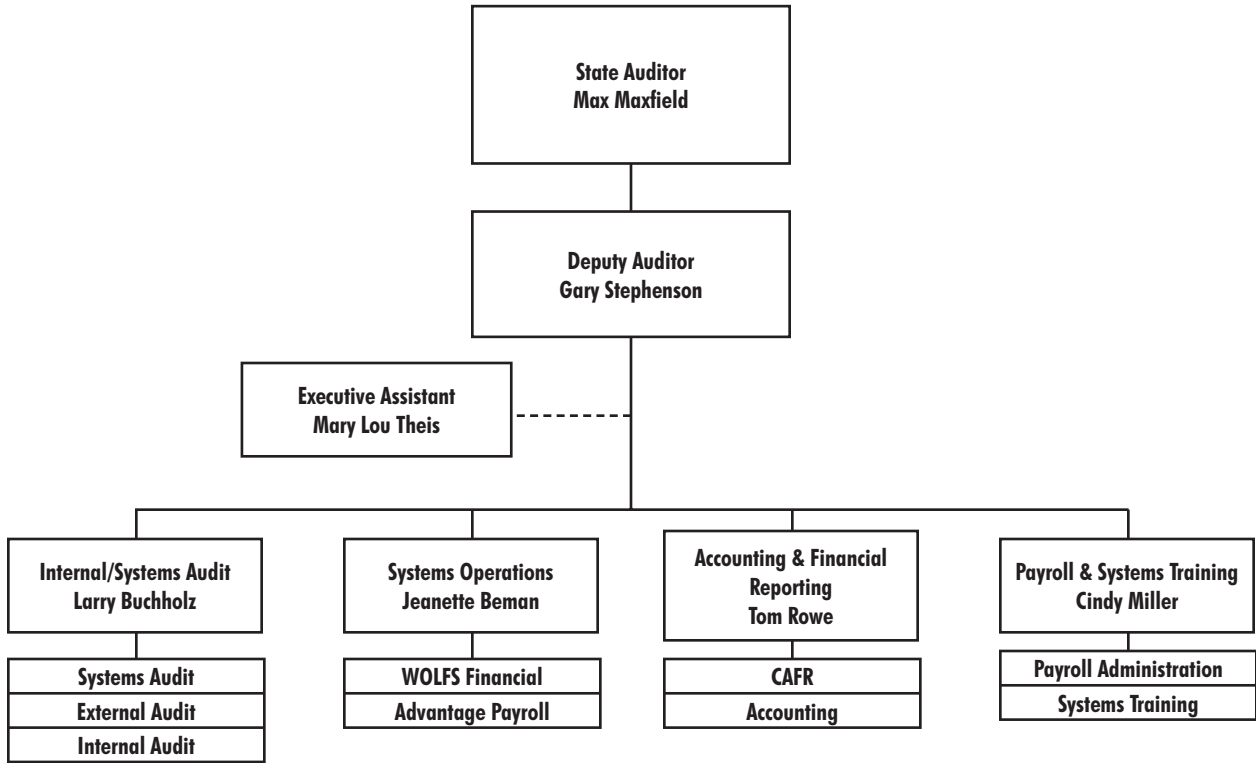 State Auditor
Max Maxfield
Deputy Auditor
Gary Stephenson
Executive Assistant
Mary Lou Theis
Internal/Systems Audit
Larry Buchholz
Systems Operations
Jeanette Beman
Accounting & Financial
Reporting
Tom Rowe
Payroll & Systems Training
Cindy Miller
Systems Audit
External Audit
Internal Audit
WOLFS Financial
Advantage Payroll
CAFR
Accounting
Payroll Administration
Systems Training